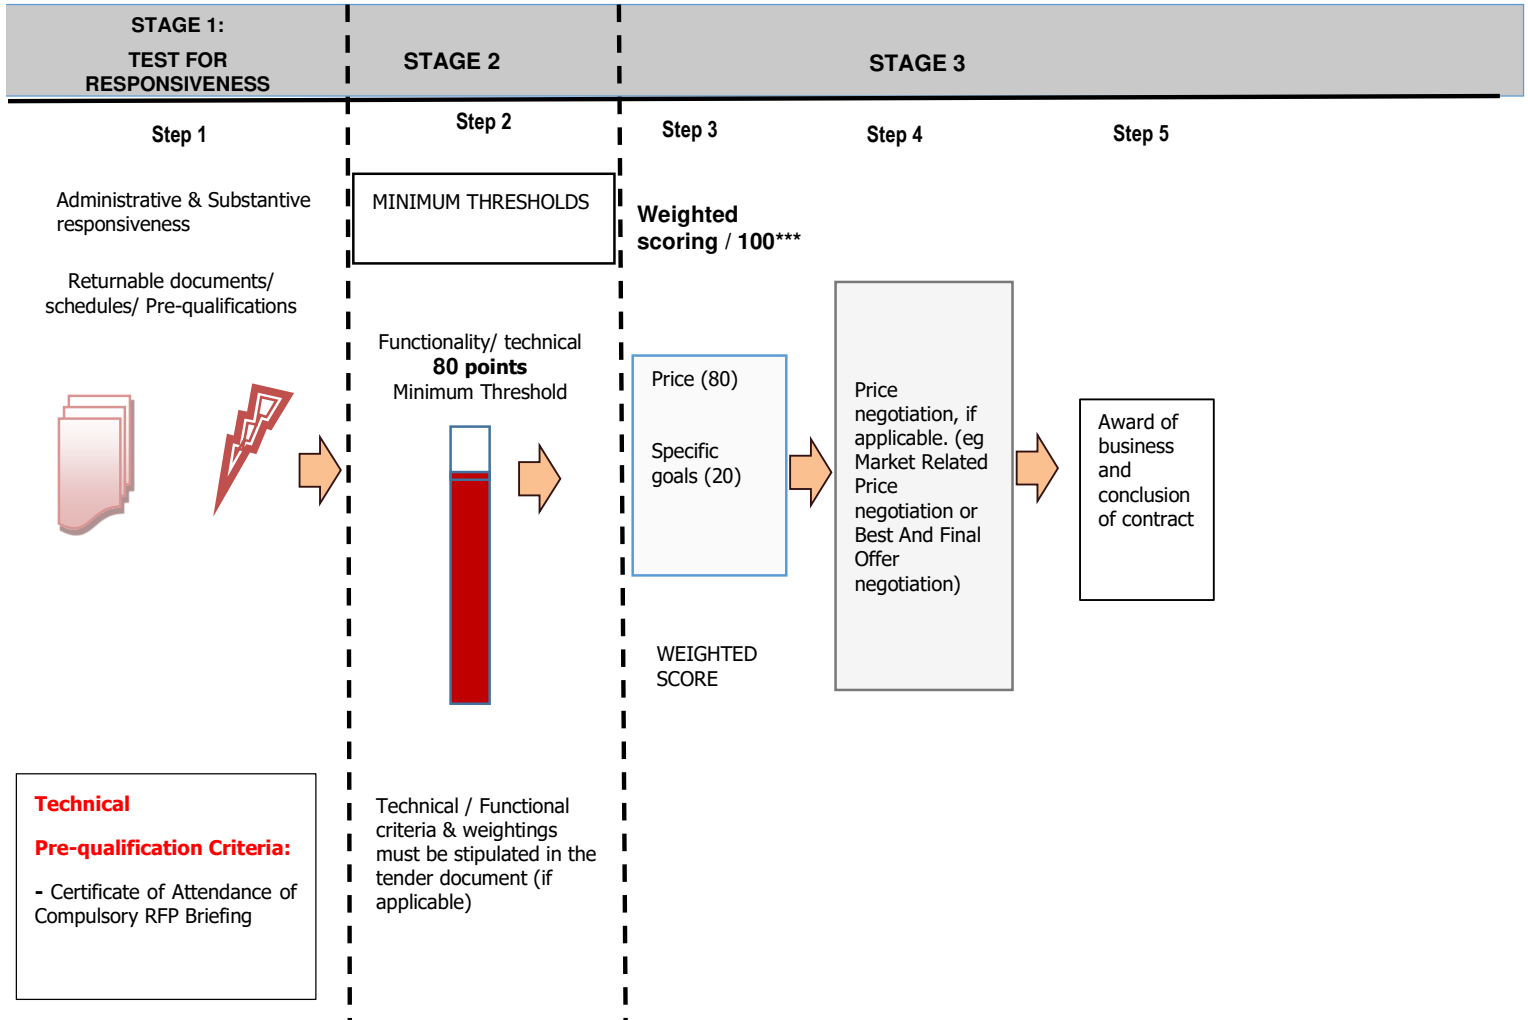 STAGE 1:
TEST FOR
RESPONSIVENESS
STAGE 2
STAGE 3
Step 1
Step 2
Step 3
Step 4
Step 5
Administrative & Substantive
responsiveness
Returnable documents/
schedules/ Pre-qualifications
MINIMUM THRESHOLDS
Functionality/ technical
80 points
Minimum Threshold
Weighted
scoring / 100***
Price (80)
Specific
goals (20)
WEIGHTED
SCORE
Price
negotiation, if
applicable. (eg
Market Related
Price
negotiation or
Best And Final
Offer
negotiation)
Award of
business
and
conclusion
of contract
Technical
Pre-qualification Criteria:
- Certificate of Attendance of
Compulsory RFP Briefing
Technical / Functional
criteria & weightings
must be stipulated in the
tender document (if
applicable)